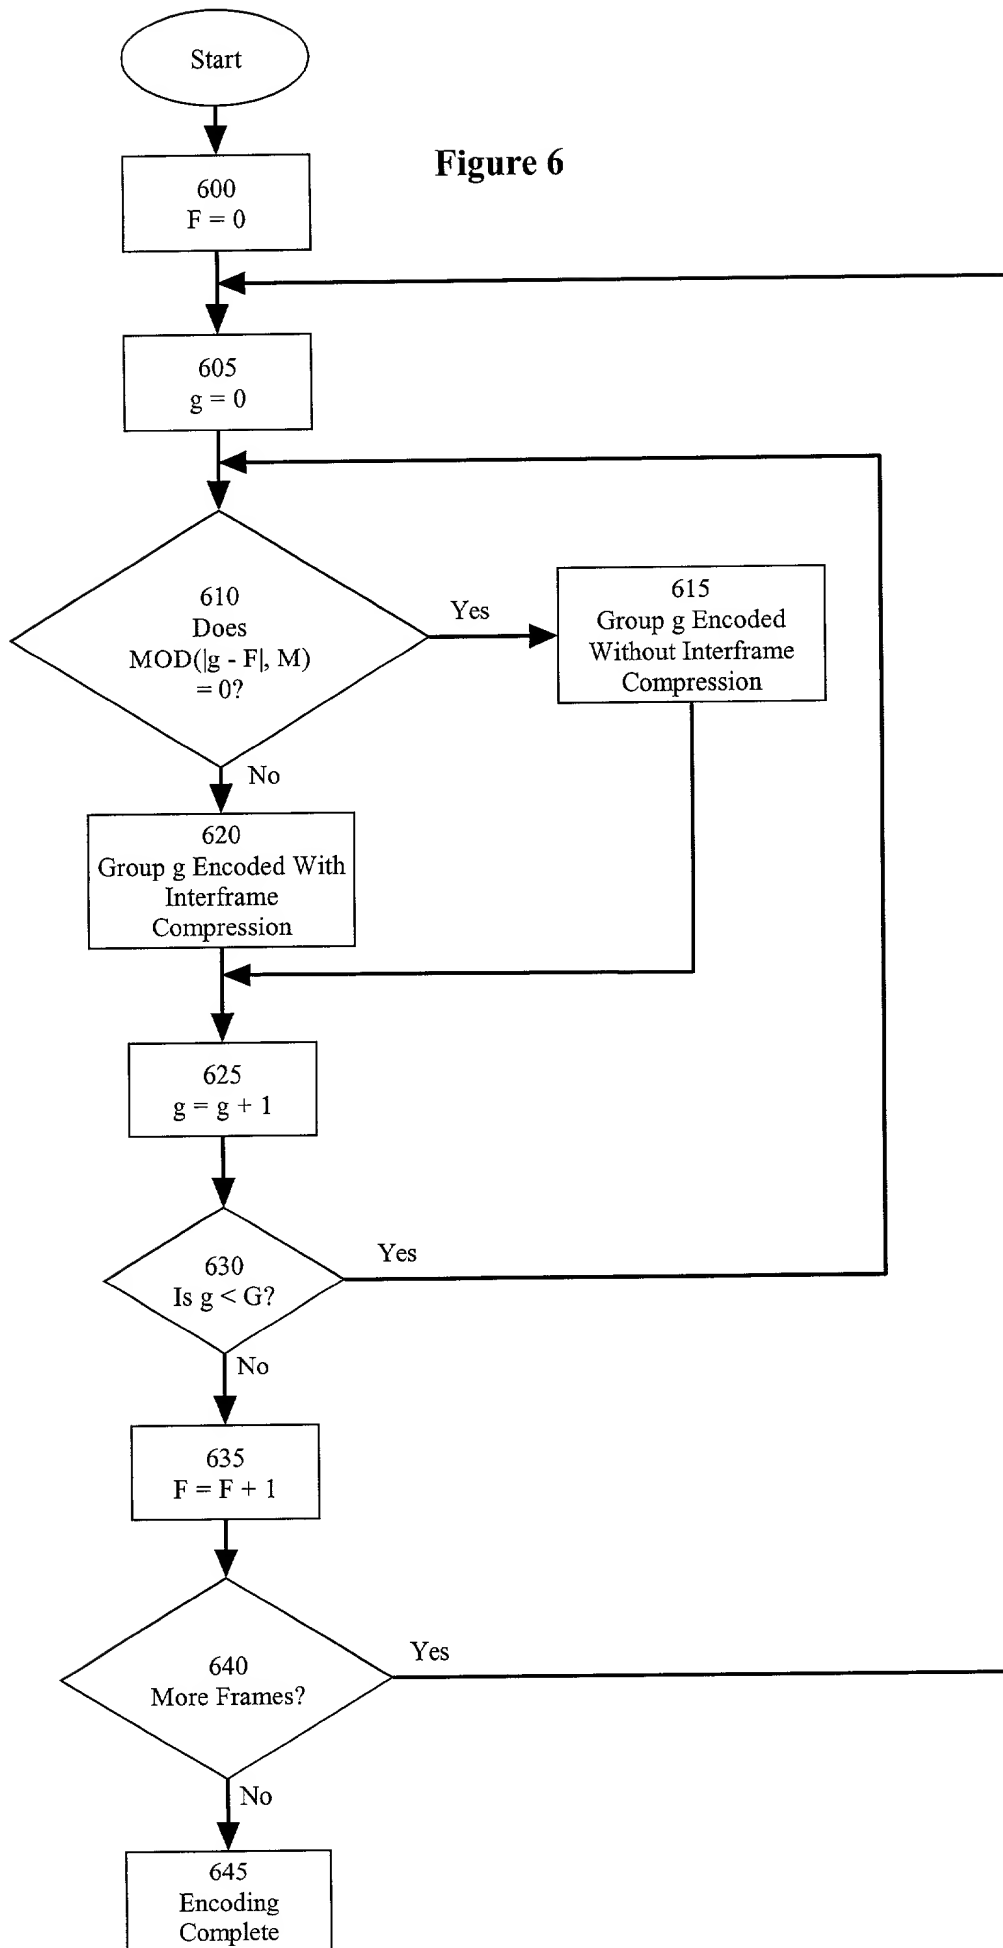 Start
Figure 6
600
F = 0
605
g = 0
610
Does
MOD(|g - F|, M)
= 0?
Yes
615
Group g Encoded
Without Interframe
Compression
No
620
Group g Encoded With
Interframe
Compression
625
g = g + 1
630
Is g < G?
Yes
No
635
F = F + 1
640
More Frames?
Yes
No
645
Encoding
Complete